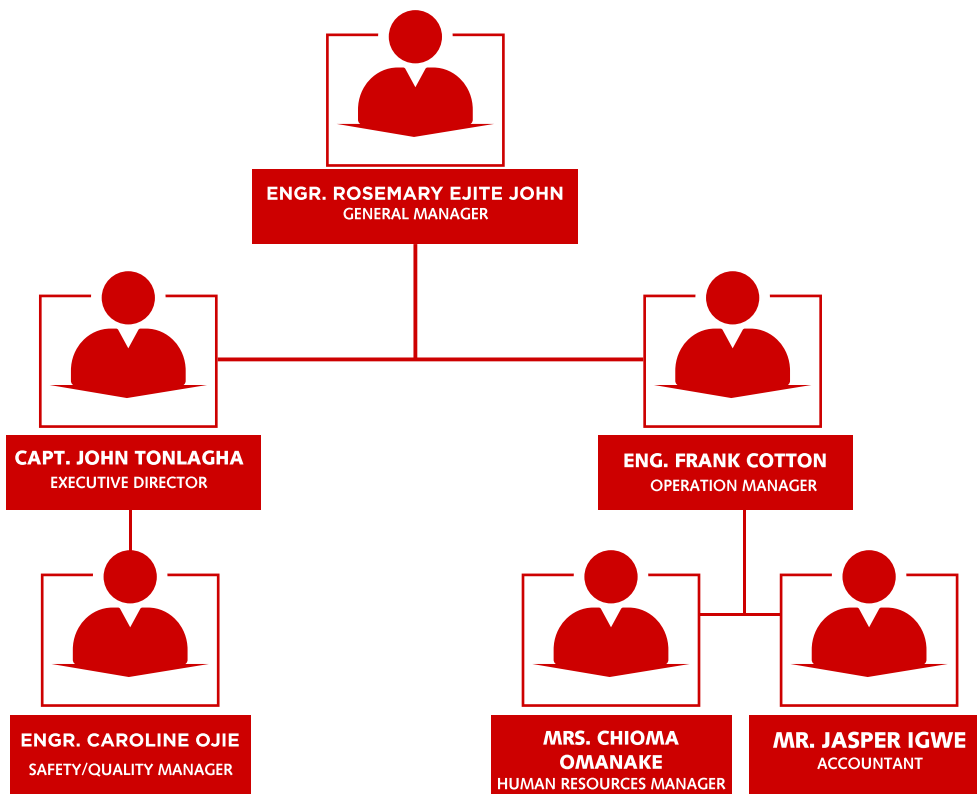 ENGR. ROSEMARY EJITE JOHN
GENERAL MANAGER
CAPT. JOHN TONLAGHA
EXECUTIVE DIRECTOR
ENG. FRANK COTTON
OPERATION MANAGER
ENGR. CAROLINE OJIE
SAFETY/QUALITY MANAGER
MRS. CHIOMA
OMANAKE
HUMAN RESOURCES MANAGER
MR. JASPER IGWE
ACCOUNTANT